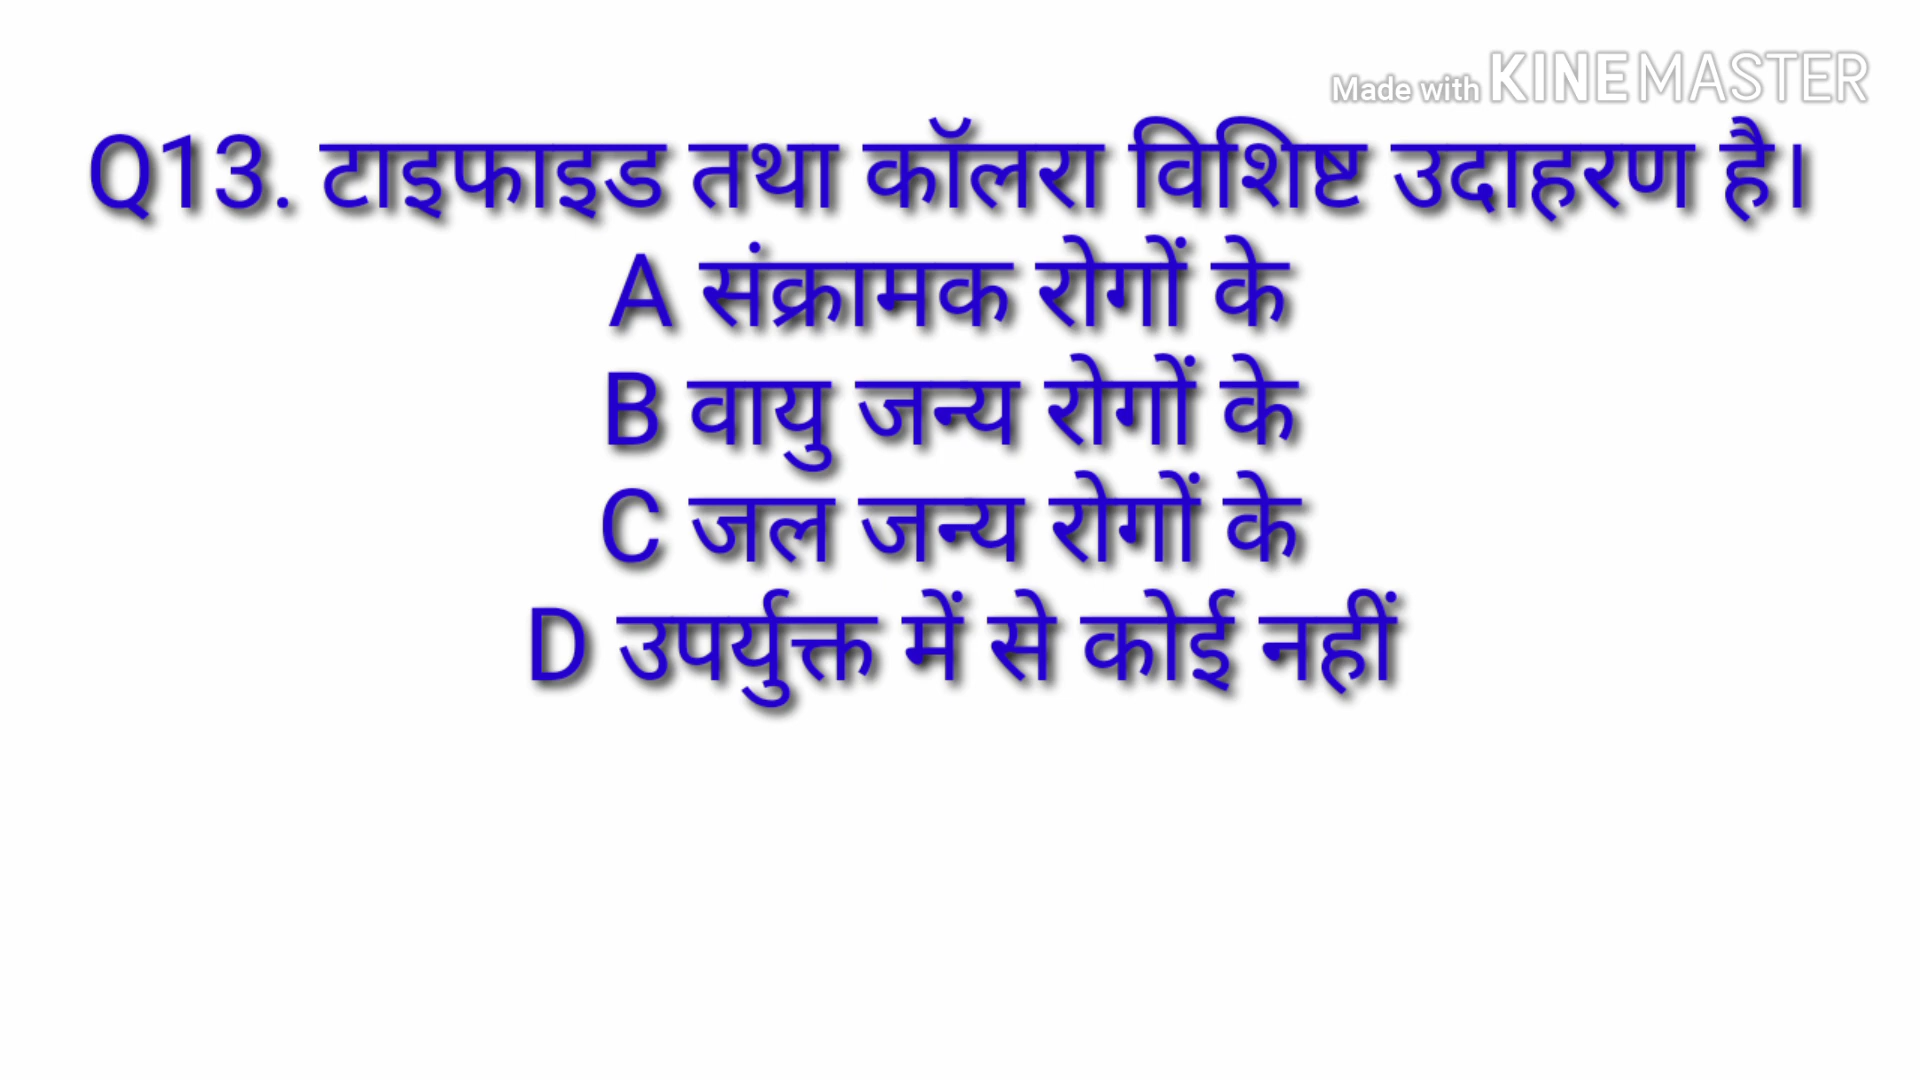 Made with KINEMASTER
Q13. टाइफाइड तथा कॉलरा विशिष्ट उदाहरण है।
A संक्रामक रोगों के
B वायु जन्य रोगों के
C जल जन्य रोगों के
D उपर्युक्त में से कोई नहीं